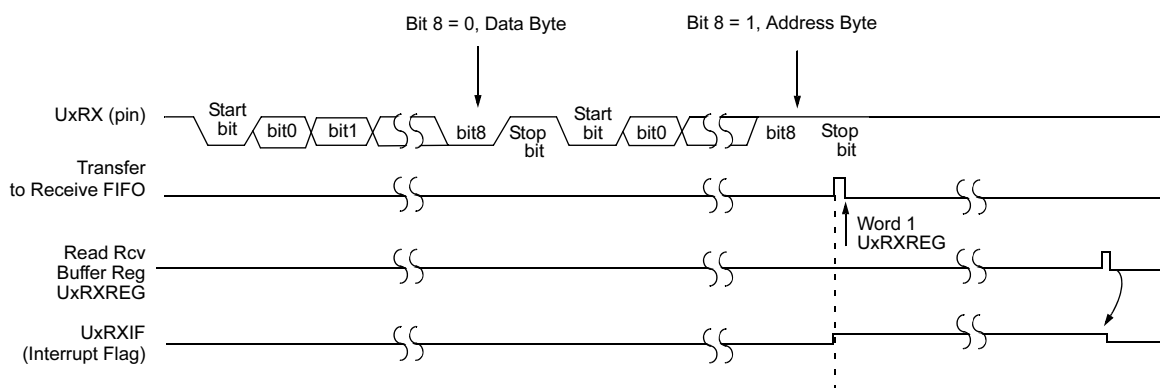 Bit 8 = 0, Data Byte
Bit 8 = 1, Address Byte
UxRX (pin)
Start
bit
bit0
bit1
bit8
Stop
bit
Start
bit
bit0
bit8
Stop
bit
Transfer
to Receive FIFO
Word 1
UxRXREG
Read Rcv
Buffer Reg
UxRXREG
UxRXIF
(Interrupt Flag)